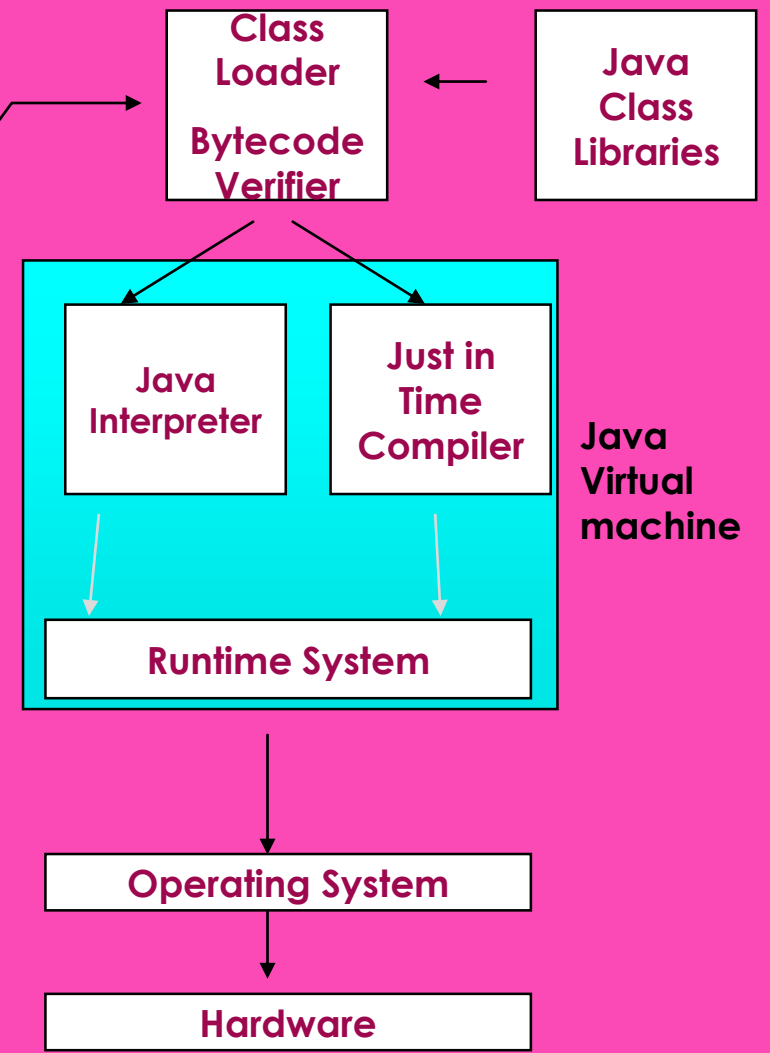 Class
Loader
Bytecode
Verifier
Java
Class
Libraries
Java
Interpreter
Just in
Time
Compiler
Java
Virtual
machine
Runtime System
Operating System
Hardware